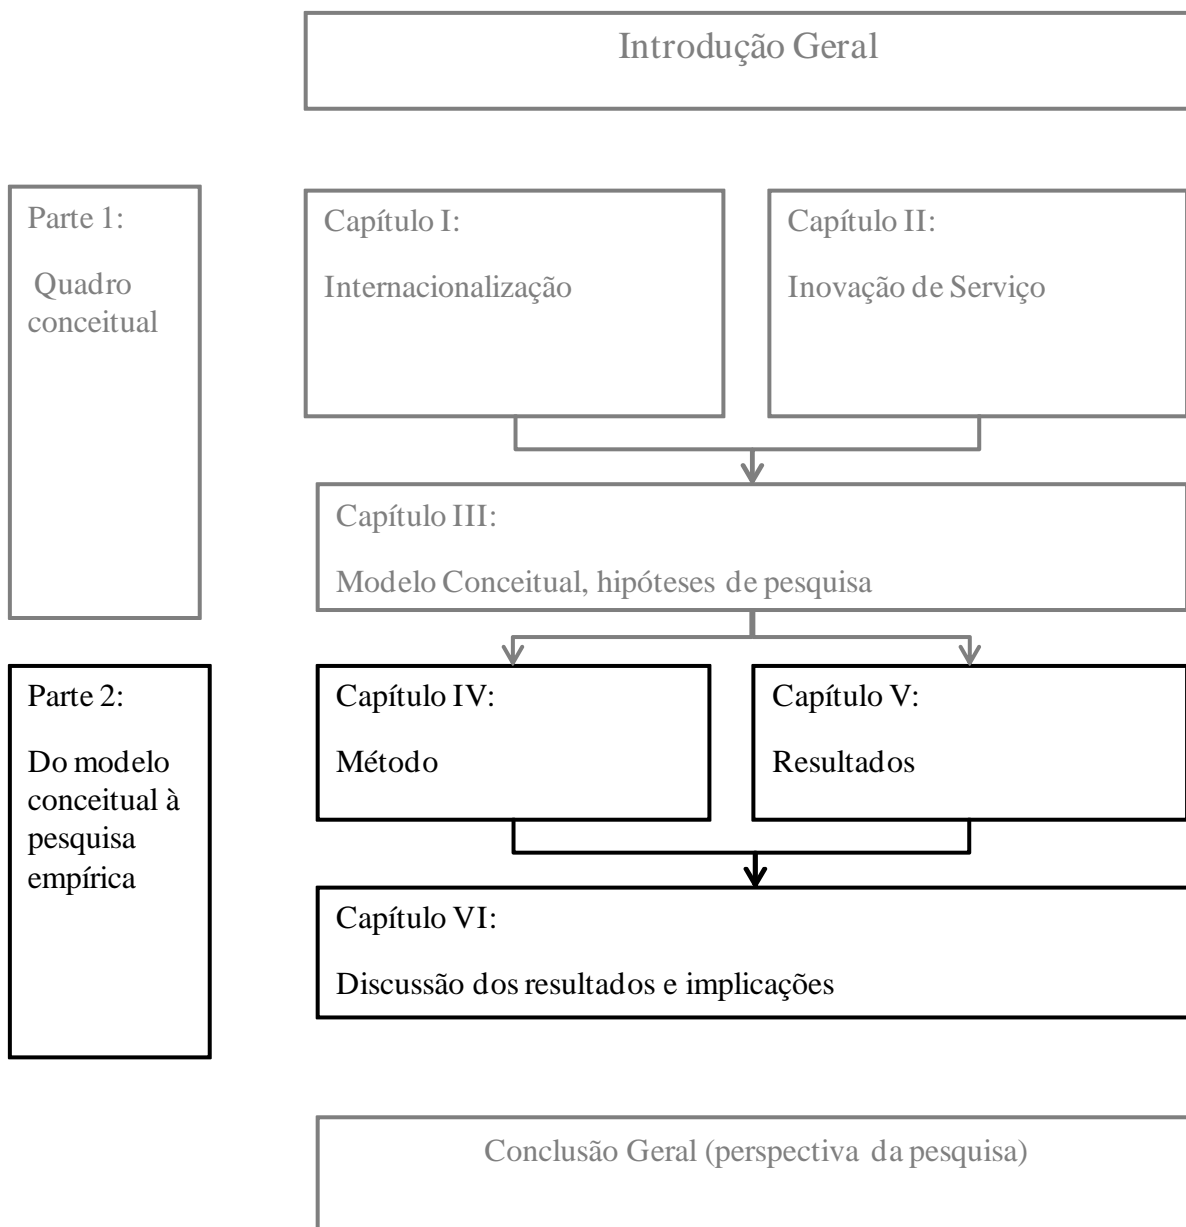 Introdução Geral
Parte 1:
Quadro
conceitual
Capítulo I:
Internacionalização
Capítulo II:
Inovação de Serviço
Capítulo III:
Modelo Conceitual, hipóteses de pesquisa
Parte 2:
Do modelo
conceitual à
pesquisa
empírica
Capítulo IV:
Método
Capítulo V:
Resultados
Capítulo VI:
Discussão dos resultados e implicações
Conclusão Geral (perspectiva da pesquisa)